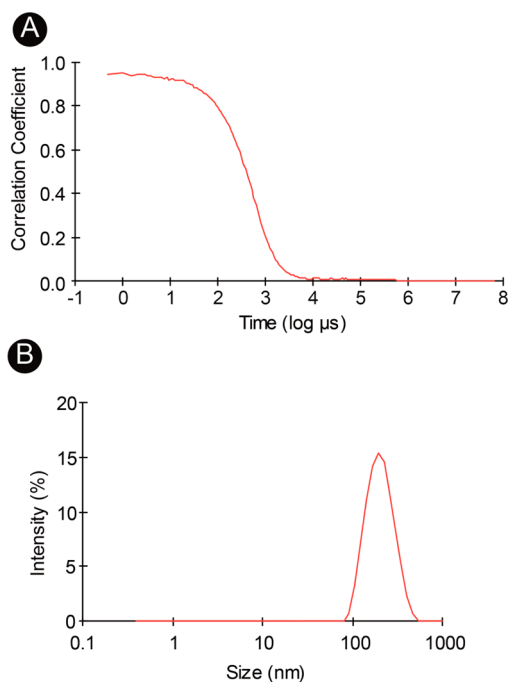 A
Correlation Coefficient
1.0
0.8
0.6
0.4
0.2
0.0
-1 0 1 2 3 4 5 6 7 8
Time (log μs)
B
Intensity (%)
20
15
10
5
0
0.1 1 10 100 1000
Size (nm)